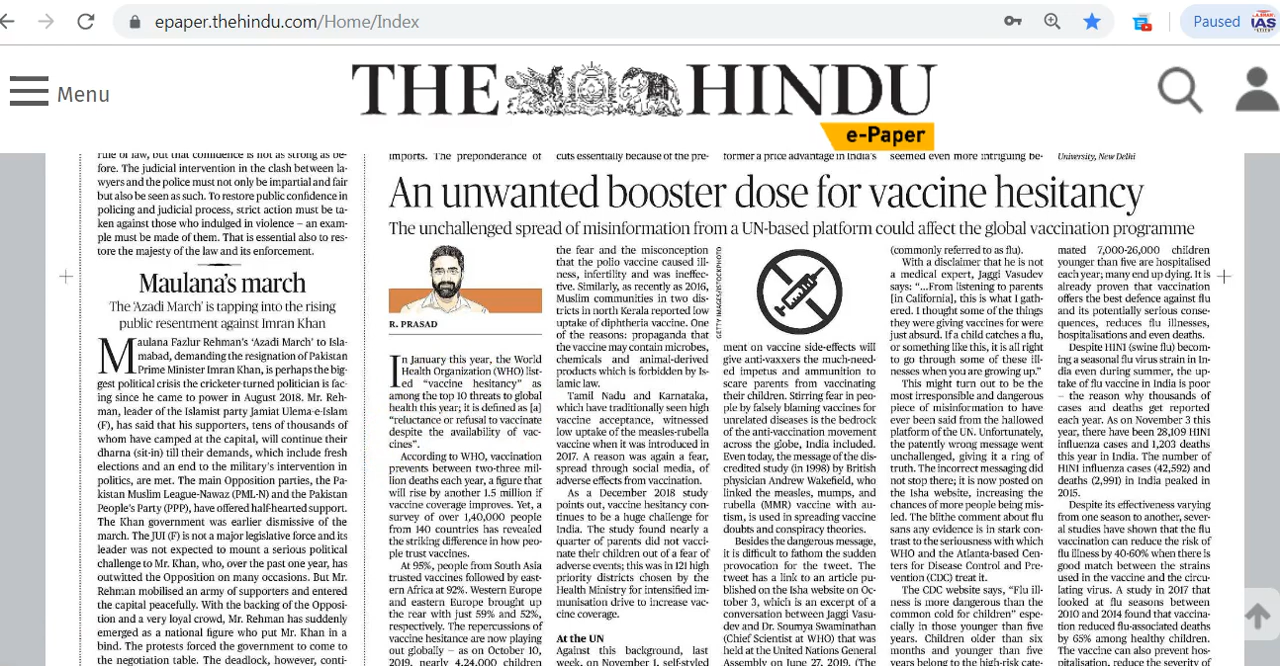 epaper.thehindu.com/Home/Index
Paused
IAS
Menu
THE HINDU
e-Paper
rule of law, but that confidence is not as strong as be-
fore. The judicial intervention in the clash between la-
wyers and the police must not only be impartial and fair
but also be seen as such. To restore public confidence in
policing and judicial process, strict action must be ta-
ken against those who indulged in violence – an exam-
ple must be made of them. That is essential also to res-
tore the majesty of the law and its enforcement.
Maulana's march
The 'Azadi March' is tapping into the rising
public resentment against Imran Khan
Maulana Fazlur Rehman's 'Azadi March' to Isla-
mabad, demanding the resignation of Pakistan
Prime Minister Imran Khan, is perhaps the big-
gest political crisis the cricketer-turned politician is fac-
ing since he came to power in August 2018. Mr. Reh-
man, leader of the Islamist party Jamiat Ulema-e-Islam
(F), has said that his supporters, tens of thousands of
whom have camped at the capital, will continue their
dharna (sit-in) till their demands, which include fresh
elections and an end to the military's intervention in
politics, are met. The main Opposition parties, the Pa-
kistan Muslim League-Nawaz (PML-N) and the Pakistan
People's Party (PPP), have offered half-hearted support.
The Khan government was earlier dismissive of the
march. The JUI (F) is not a major legislative force and its
leader was not expected to mount a serious political
challenge to Mr. Khan, who, over the past one year, has
outwitted the Opposition on many occasions. But Mr.
Rehman mobilised an army of supporters and entered
the capital peacefully. With the backing of the Opposi-
tion and a very loyal crowd, Mr. Rehman has suddenly
emerged as a national figure who put Mr. Khan in a
bind. The protests forced the government to come to
the negotiation table. The deadlock, however, conti-
imports. The preponderance of
cuts essentially because of the pre-
former a price advantage in India's
seemed even more intriguing be-
University, New Delhi
An unwanted booster dose for vaccine hesitancy
The unchallenged spread of misinformation from a UN-based platform could affect the global vaccination programme
R. PRASAD
In January this year, the World
Health Organization (WHO) list-
ed "vaccine hesitancy" as
among the top 10 threats to global
health this year; it is defined as [a]
"reluctance or refusal to vaccinate
despite the availability of vac-
cines".
According to WHO, vaccination
prevents between two-three mil-
lion deaths each year, a figure that
will rise by another 1.5 million if
vaccine coverage improves. Yet, a
survey of over 1,40,000 people
from 140 countries has revealed
the striking difference in how peo-
ple trust vaccines.
At 95%, people from South Asia
trusted vaccines followed by east-
ern Africa at 92%. Western Europe
and eastern Europe brought up
the rear with just 59% and 52%,
respectively. The repercussions of
vaccine hesitance are now playing
out globally – as on October 10,
2019, nearly 4,24,000 children
the fear and the misconception
that the polio vaccine caused ill-
ness, infertility and was ineffec-
tive. Similarly, as recently as 2016,
Muslim communities in two dis-
tricts in north Kerala reported low
uptake of diphtheria vaccine. One
of the reasons: propaganda that
the vaccine may contain microbes,
chemicals and animal-derived
products which is forbidden by Is-
lamic law.
Tamil Nadu and Karnataka,
which have traditionally seen high
vaccine acceptance, witnessed
low uptake of the measles-rubella
vaccine when it was introduced in
2017. A reason was again a fear,
spread through social media, of
adverse effects from vaccination.
As a December 2018 study
points out, vaccine hesitancy con-
tinues to be a huge challenge for
India. The study found nearly a
quarter of parents did not vacci-
nate their children out of a fear of
adverse events; this was in 121 high
priority districts chosen by the
Health Ministry for intensified im-
munisation drive to increase vac-
cine coverage.
At the UN
Against this background, last
week, on November 1, self-styled
GETTY IMAGES/ISTOCKPHOTO
ment on vaccine side-effects will
give anti-vaxxers the much-need-
ed impetus and ammunition to
scare parents from vaccinating
their children. Stirring fear in peo-
ple by falsely blaming vaccines for
unrelated diseases is the bedrock
of the anti-vaccination movement
across the globe, India included.
Even today, the message of the dis-
credited study (in 1998) by British
physician Andrew Wakefield, who
linked the measles, mumps, and
rubella (MMR) vaccine with au-
tism, is used in spreading vaccine
doubts and conspiracy theories.
Besides the dangerous message,
it is difficult to fathom the sudden
provocation for the tweet. The
tweet has a link to an article pu-
blished on the Isha website on
October 3, which is an excerpt of a
conversation between Jaggi Vasu-
dev and Dr. Soumya Swaminathan
(Chief Scientist at WHO) that was
held at the United Nations General
Assembly on June 27, 2019. (The
(commonly referred to as flu).
With a disclaimer that he is not
a medical expert, Jaggi Vasudev
says: "...From listening to parents
[in California], this is what I gath-
ered. I thought some of the things
they were giving vaccines for were
just absurd. If a child catches a flu,
or something like this, it is all right
to go through some of these ill-
nesses when you are growing up."
This might turn out to be the
most irresponsible and dangerous
piece of misinformation to have
ever been said from the hallowed
platform of the UN. Unfortunately,
the patently wrong message went
unchallenged, giving it a ring of
truth. The incorrect messaging did
not stop there; it is now posted on
the Isha website, increasing the
chances of more people being mis-
led. The blithe comment about flu
sans any evidence is in stark con-
trast to the seriousness with which
WHO and the Atlanta-based Cen-
ters for Disease Control and Pre-
vention (CDC) treat it.
The CDC website says, "Flu ill-
ness is more dangerous than the
common cold for children" espe-
cially in those younger than five
years. Children older than six
months and younger than five
years belong to the high-risk cate-
mated 7,000-26,000 children
younger than five are hospitalised
each year; many end up dying. It is
already proven that vaccination
offers the best defence against flu
and its potentially serious conse-
quences, reduces flu illnesses,
hospitalisations and even deaths.
Despite H1N1 (swine flu) becom-
ing a seasonal flu virus strain in In-
dia even during summer, the up-
take of flu vaccine in India is poor
– the reason why thousands of
cases and deaths get reported
each year. As on November 3 this
year, there have been 28,109 H1N1
influenza cases and 1,203 deaths
this year in India. The number of
H1N1 influenza cases (42,592) and
deaths (2,991) in India peaked in
2015.
Despite its effectiveness varying
from one season to another, seve-
ral studies have shown that the flu
vaccination can reduce the risk of
flu illness by 40-60% when there is
good match between the strains
used in the vaccine and the circu-
lating virus. A study in 2017 that
looked at flu seasons between
2010 and 2014 found that vaccina-
tion reduced flu-associated deaths
by 65% among healthy children.
The vaccine can also prevent hos-
pitalisation, reduce the severity of